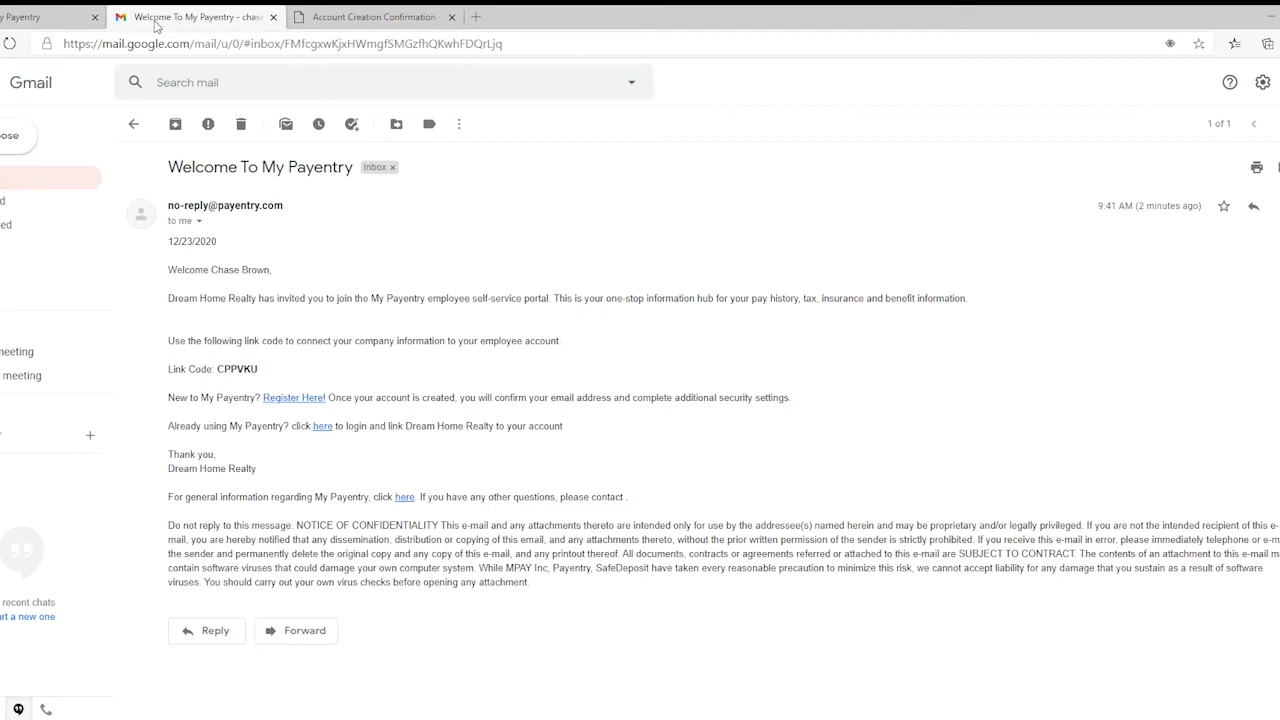 y Payentry
Welcome To My Payentry - chase
Account Creation Confirmation -
https://mail.google.com/mail/u/0/#inbox/FMfcgxwKjxHWmgfSMGzfhQKwhFDQrLjq
Gmail
Search mail
ose
1 of 1
d
ed
meeting
meeting
recent chats
art a new one
Welcome To My Payentry Inbox x
no-reply@payentry.com
9:41 AM (2 minutes ago)
to me
12/23/2020
Welcome Chase Brown,
Dream Home Realty has invited you to join the My Payentry employee self-service portal. This is your one-stop information hub for your pay history, tax, insurance and benefit information.
Use the following link code to connect your company information to your employee account.
Link Code: CPPVKU
New to My Payentry? Register Here! Once your account is created, you will confirm your email address and complete additional security settings.
Already using My Payentry? click here to login and link Dream Home Realty to your account
Thank you,
Dream Home Realty
For general information regarding My Payentry, click here. If you have any other questions, please contact .
Do not reply to this message. NOTICE OF CONFIDENTIALITY This e-mail and any attachments thereto are intended only for use by the addressee(s) named herein and may be proprietary and/or legally privileged. If you are not the intended recipient of this e-
mail, you are hereby notified that any dissemination, distribution or copying of this email, and any attachments thereto, without the prior written permission of the sender is strictly prohibited. If you receive this e-mail in error, please immediately telephone or e-m
the sender and permanently delete the original copy and any copy of this e-mail, and any printout thereof. All documents, contracts or agreements referred or attached to this e-mail are SUBJECT TO CONTRACT. The contents of an attachment to this e-mail m
contain software viruses that could damage your own computer system. While MPAY Inc, Payentry, SafeDeposit have taken every reasonable precaution to minimize this risk, we cannot accept liability for any damage that you sustain as a result of software
viruses. You should carry out your own virus checks before opening any attachment.
Reply
Forward